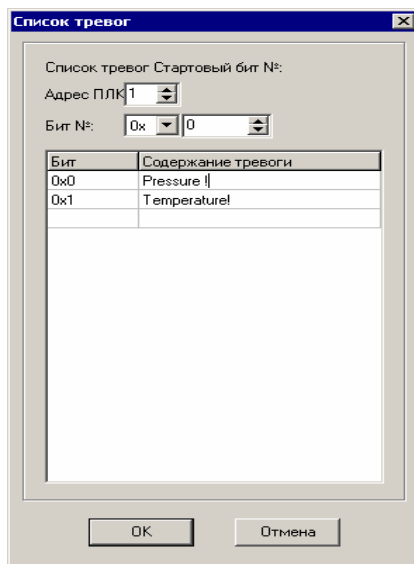 Список тревог
Список тревог Стартовый бит №:
Адрес ПЛК 1
Бит №: 0x 0
Бит Содержание тревоги
0x0 Pressure !
0x1 Temperature!
OK Отмена